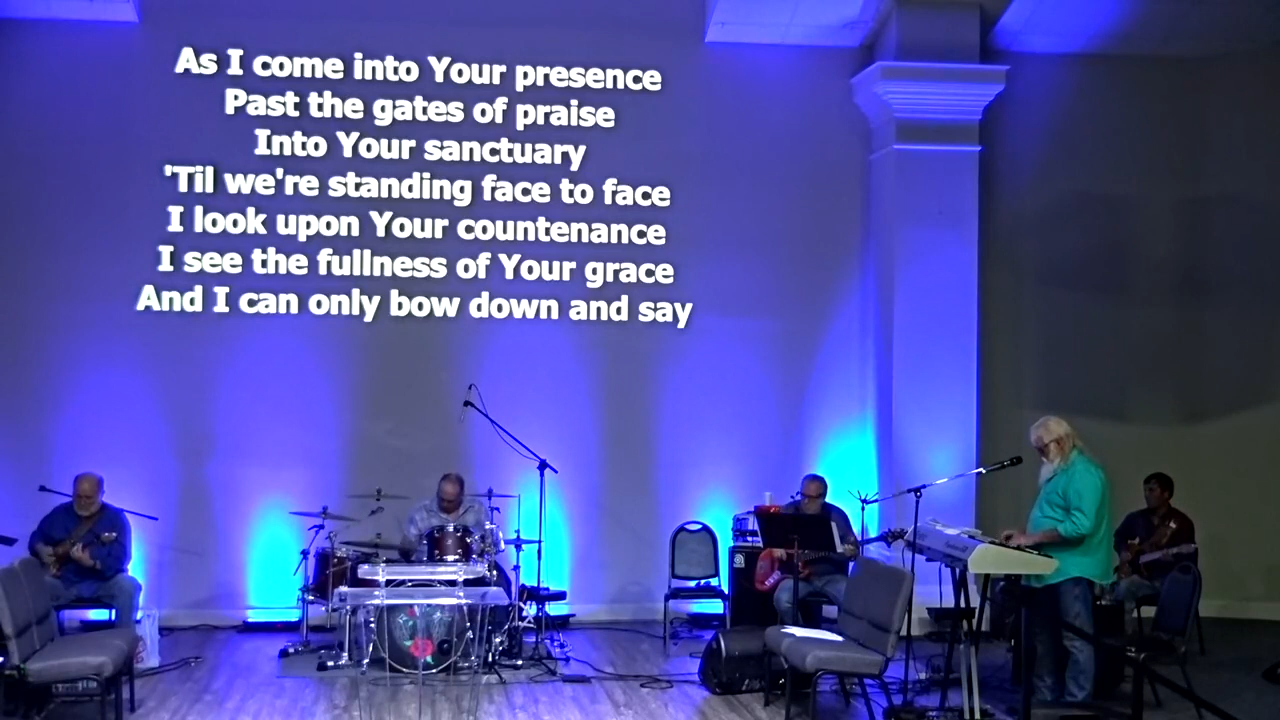 As I come into Your presence
Past the gates of praise
Into Your sanctuary
'Til we're standing face to face
I look upon Your countenance
I see the fullness of Your grace
And I can only bow down and say